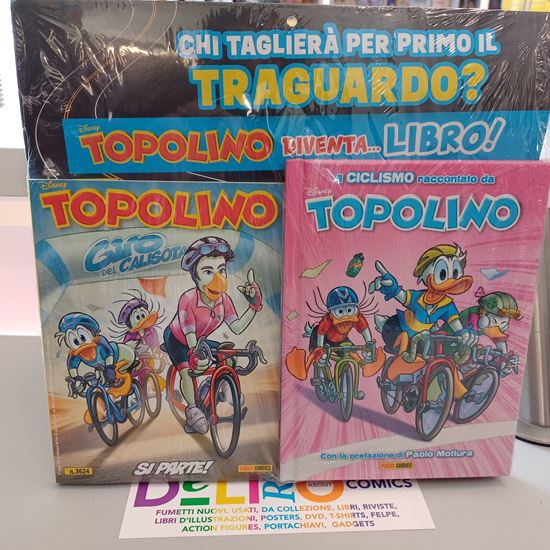 CHI TAGLIERÀ PER PRIMO IL
TRAGUARDO?
Disney
TOPOLINO DIVENTA... LIBRO!
Disney
TOPOLINO
GIRO
DEL CALISOTA
n.3624
SI PARTE!
PANINI COMICS
Il CICLISMO raccontato da
Disney
TOPOLINO
Con la prefazione di Paolo Mottura
PANINI COMICS
ABOUT
COMICS
FUMETTI NUOVI, USATI, DA COLLEZIONE, LIBRI, RIVISTE,
LIBRI D'ILLUSTRAZIONI, POSTERS, DVD, T-SHIRTS, FELPE,
ACTION FIGURES, PORTACHIAVI, GADGETS